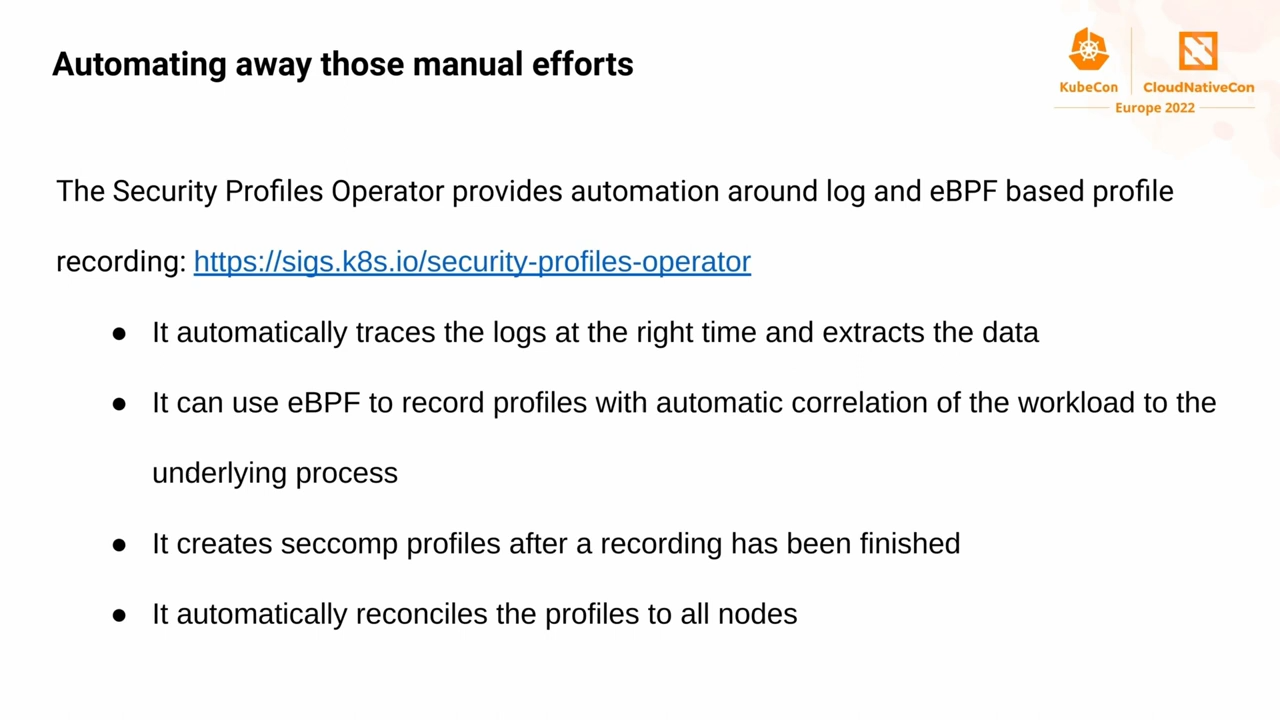 Automating away those manual efforts
KubeCon
CloudNativeCon
Europe 2022
The Security Profiles Operator provides automation around log and eBPF based profile
recording: https://sigs.k8s.io/security-profiles-operator
● It automatically traces the logs at the right time and extracts the data
● It can use eBPF to record profiles with automatic correlation of the workload to the
underlying process
● It creates seccomp profiles after a recording has been finished
● It automatically reconciles the profiles to all nodes